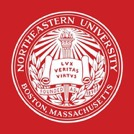 NORTHEASTERN UNIVERSITY
LVX
VERITAS
VIRTVS
BOSTON, MASSACHUSETTS